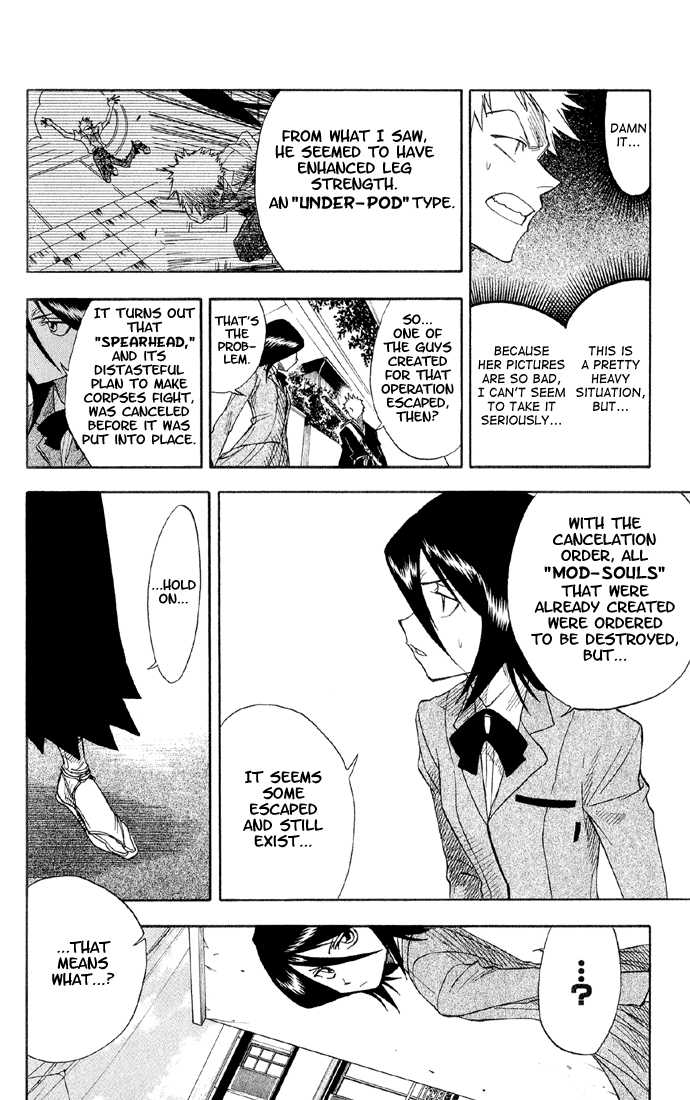 DAMN
IT...
THIS IS
A PRETTY
HEAVY
SITUATION,
BUT...
BECAUSE
HER PICTURES
ARE SO BAD,
I CAN'T SEEM
TO TAKE IT
SERIOUSLY...
FROM WHAT I SAW,
HE SEEMED TO HAVE
ENHANCED LEG
STRENGTH.
AN "UNDER-POD" TYPE.
SO...
ONE OF
THE GUYS
CREATED
FOR THAT
OPERATION
ESCAPED,
THEN?
THAT'S
THE
PROB-
LEM.
IT TURNS OUT
THAT
"SPEARHEAD,"
AND ITS
DISTASTEFUL
PLAN TO MAKE
CORPSES FIGHT,
WAS CANCELED
BEFORE IT WAS
PUT INTO PLACE.
WITH THE
CANCELATION
ORDER, ALL
"MOD-SOULS"
THAT WERE
ALREADY CREATED
WERE ORDERED
TO BE DESTROYED,
BUT...
IT SEEMS
SOME
ESCAPED
AND STILL
EXIST...
...HOLD
ON...
...?
...THAT
MEANS
WHAT...?